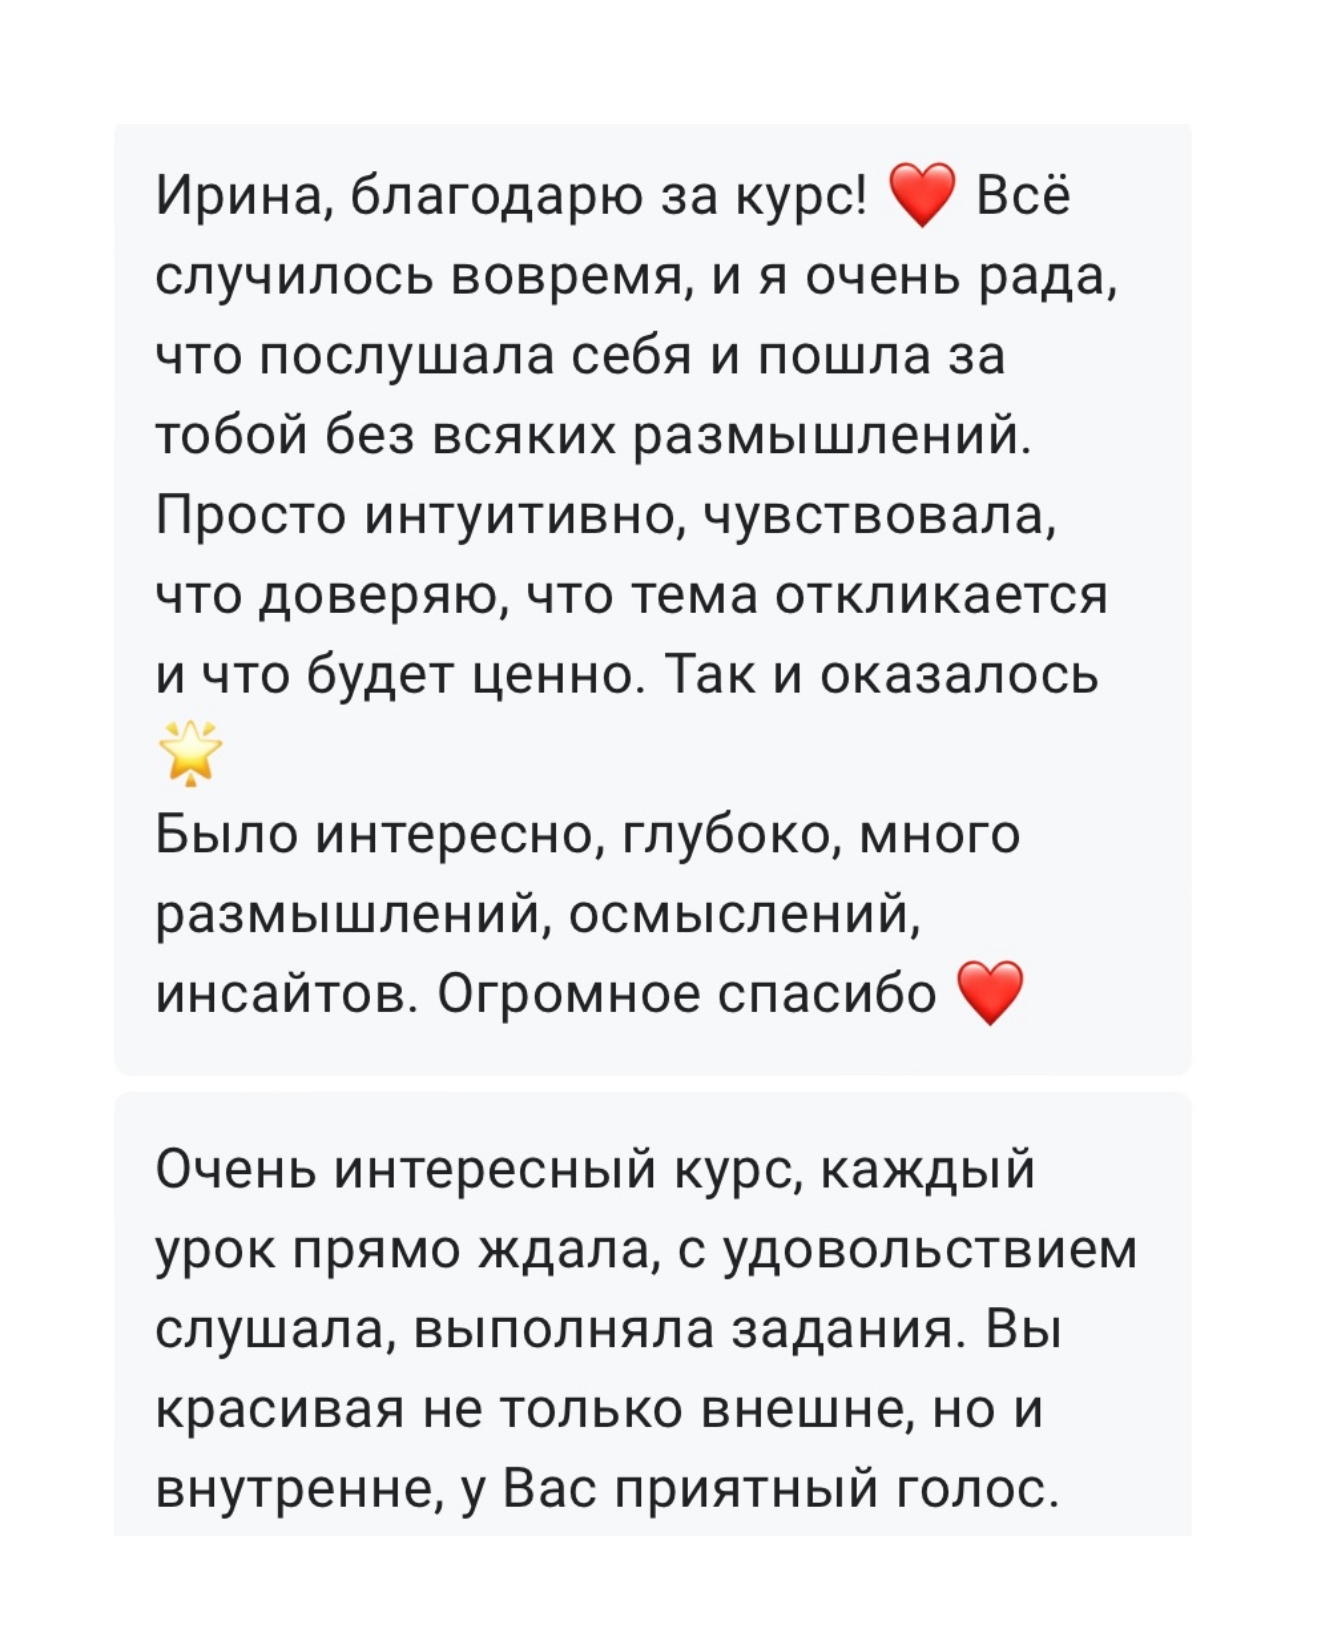 Ирина, благодарю за курс! ❤️ Всё
случилось вовремя, и я очень рада,
что послушала себя и пошла за
тобой без всяких размышлений.
Просто интуитивно, чувствовала,
что доверяю, что тема откликается
и что будет ценно. Так и оказалось
🌟
Было интересно, глубоко, много
размышлений, осмыслений,
инсайтов. Огромное спасибо ❤️
Очень интересный курс, каждый
урок прямо ждала, с удовольствием
слушала, выполняла задания. Вы
красивая не только внешне, но и
внутренне, у Вас приятный голос.